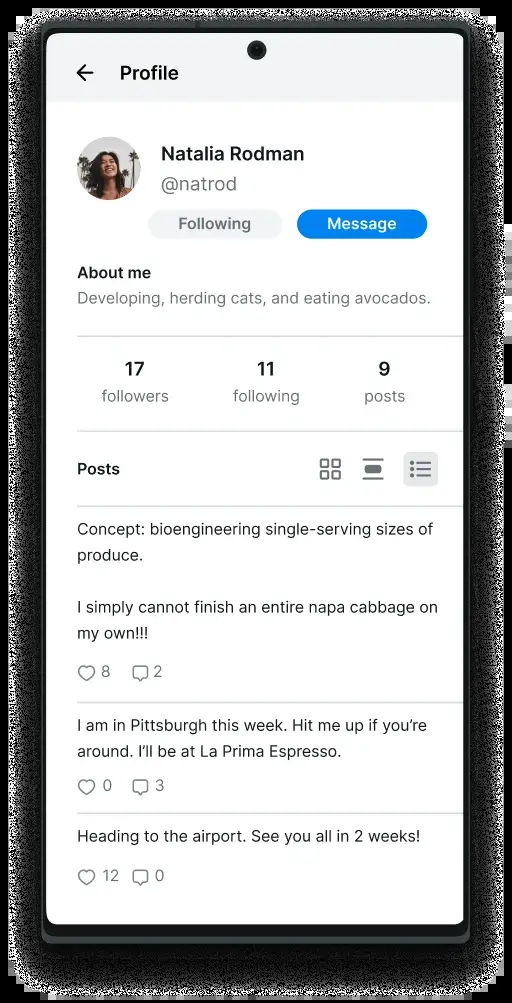 Profile
Natalia Rodman
@natrod
Following
Message
About me
Developing, herding cats, and eating avocados.
17
11
9
followers
following
posts
Posts
Concept: bioengineering single-serving sizes of
produce.
I simply cannot finish an entire napa cabbage on
my own!!!
8 2
I am in Pittsburgh this week. Hit me up if you’re
around. I’ll be at La Prima Espresso.
0 3
Heading to the airport. See you all in 2 weeks!
12 0